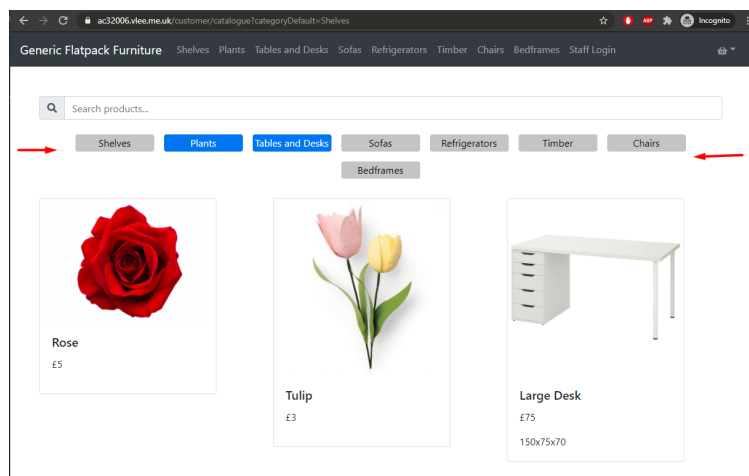 ac32006.vlee.me.uk/customer/catalogue?categoryDefault=Shelves ABP Incognito
Generic Flatpack Furniture Shelves Plants Tables and Desks Sofas Refrigerators Timber Chairs Bedframes Staff Login
Search products...
Shelves Plants Tables and Desks Sofas Refrigerators Timber Chairs
Bedframes
Rose
£5
Tulip
£3
Large Desk
£75
150x75x70